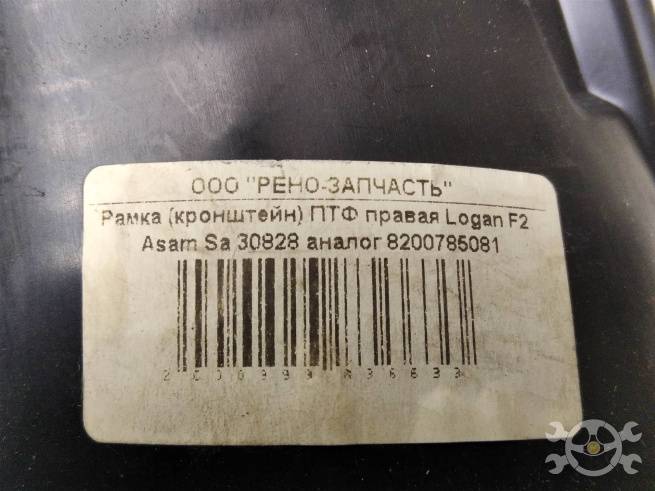 ООО "РЕНО-ЗАПЧАСТЬ"
Рамка (кронштейн) ПТФ правая Logan F2
Asam Sa 30828 аналог 8200785081